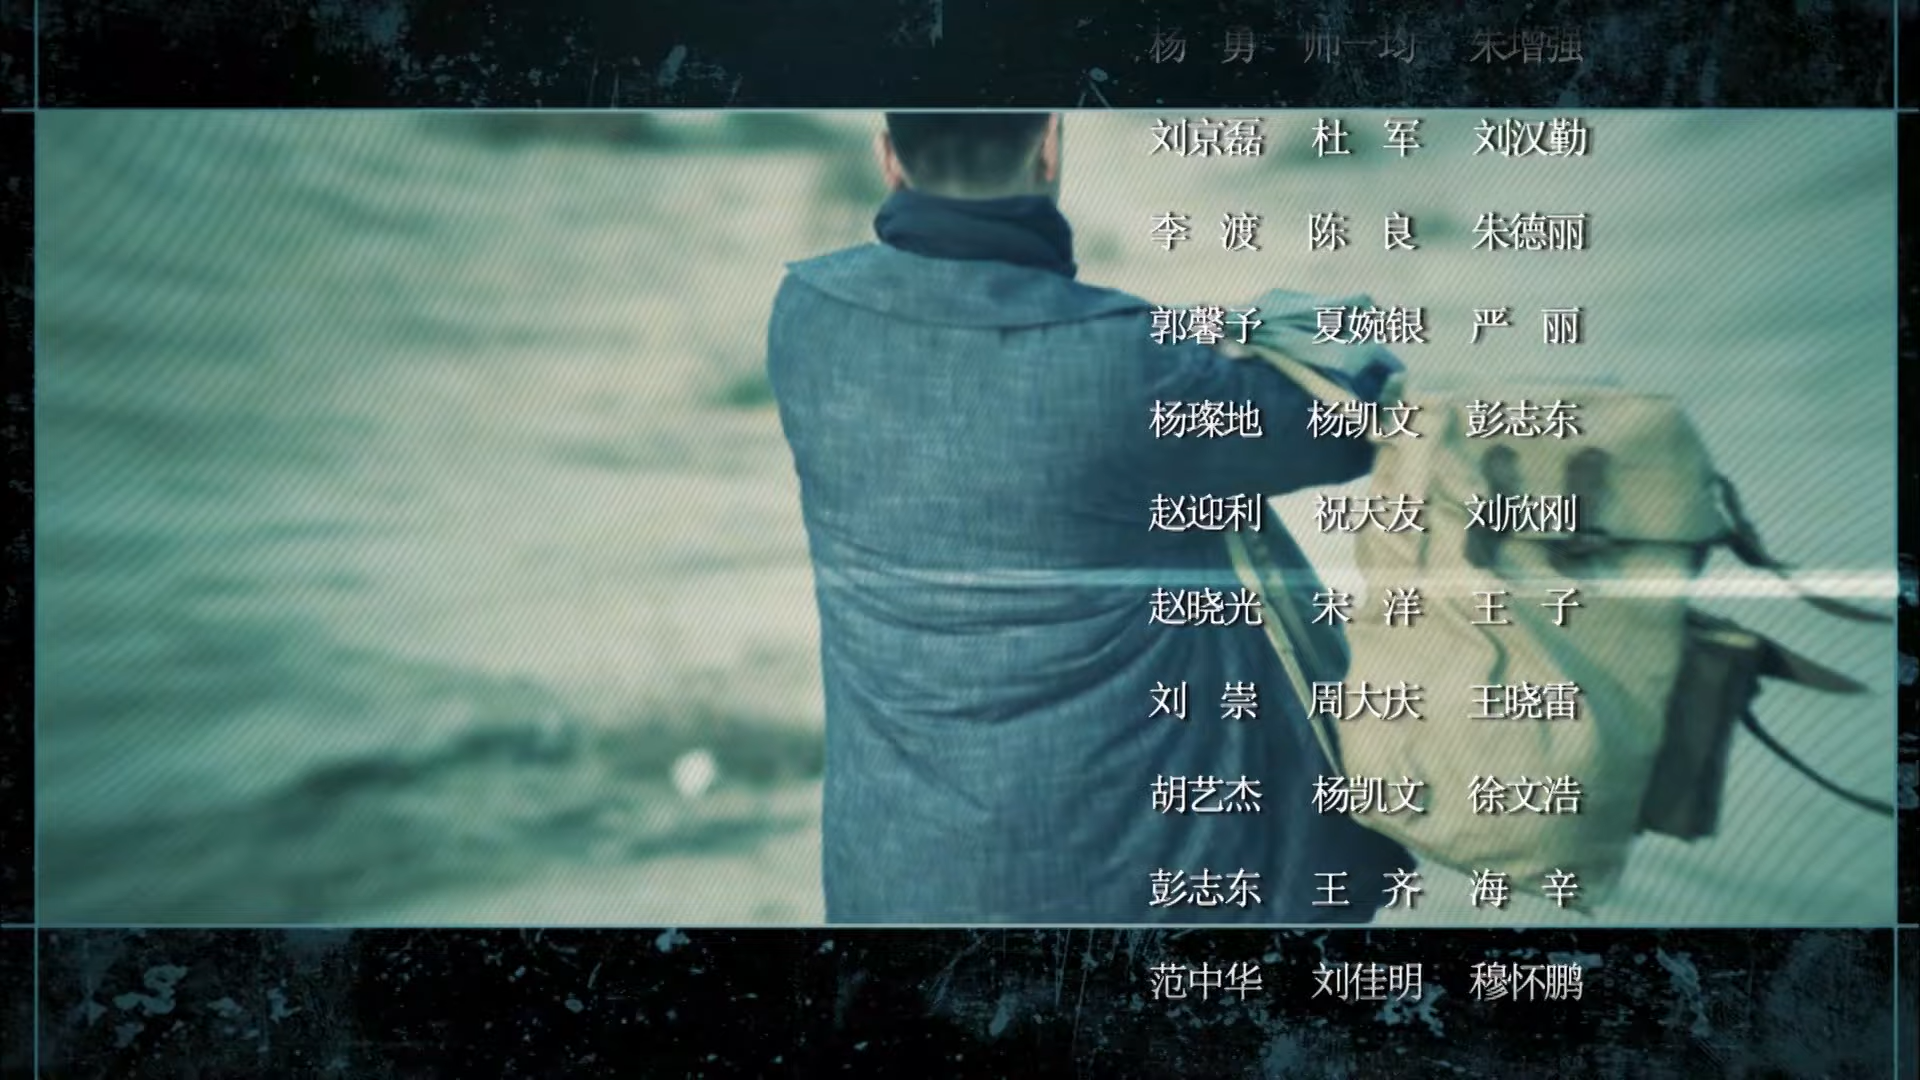 杨　勇　帅一均　朱增强
刘京磊　杜　军　刘汉勤
李　渡　陈　良　朱德丽
郭馨予　夏婉银　严　丽
杨璨地　杨凯文　彭志东
赵迎利　祝天友　刘欣刚
赵晓光　宋　洋　王　子
刘　崇　周大庆　王晓雷
胡艺杰　杨凯文　徐文浩
彭志东　王　齐　海　辛
范中华　刘佳明　穆怀鹏